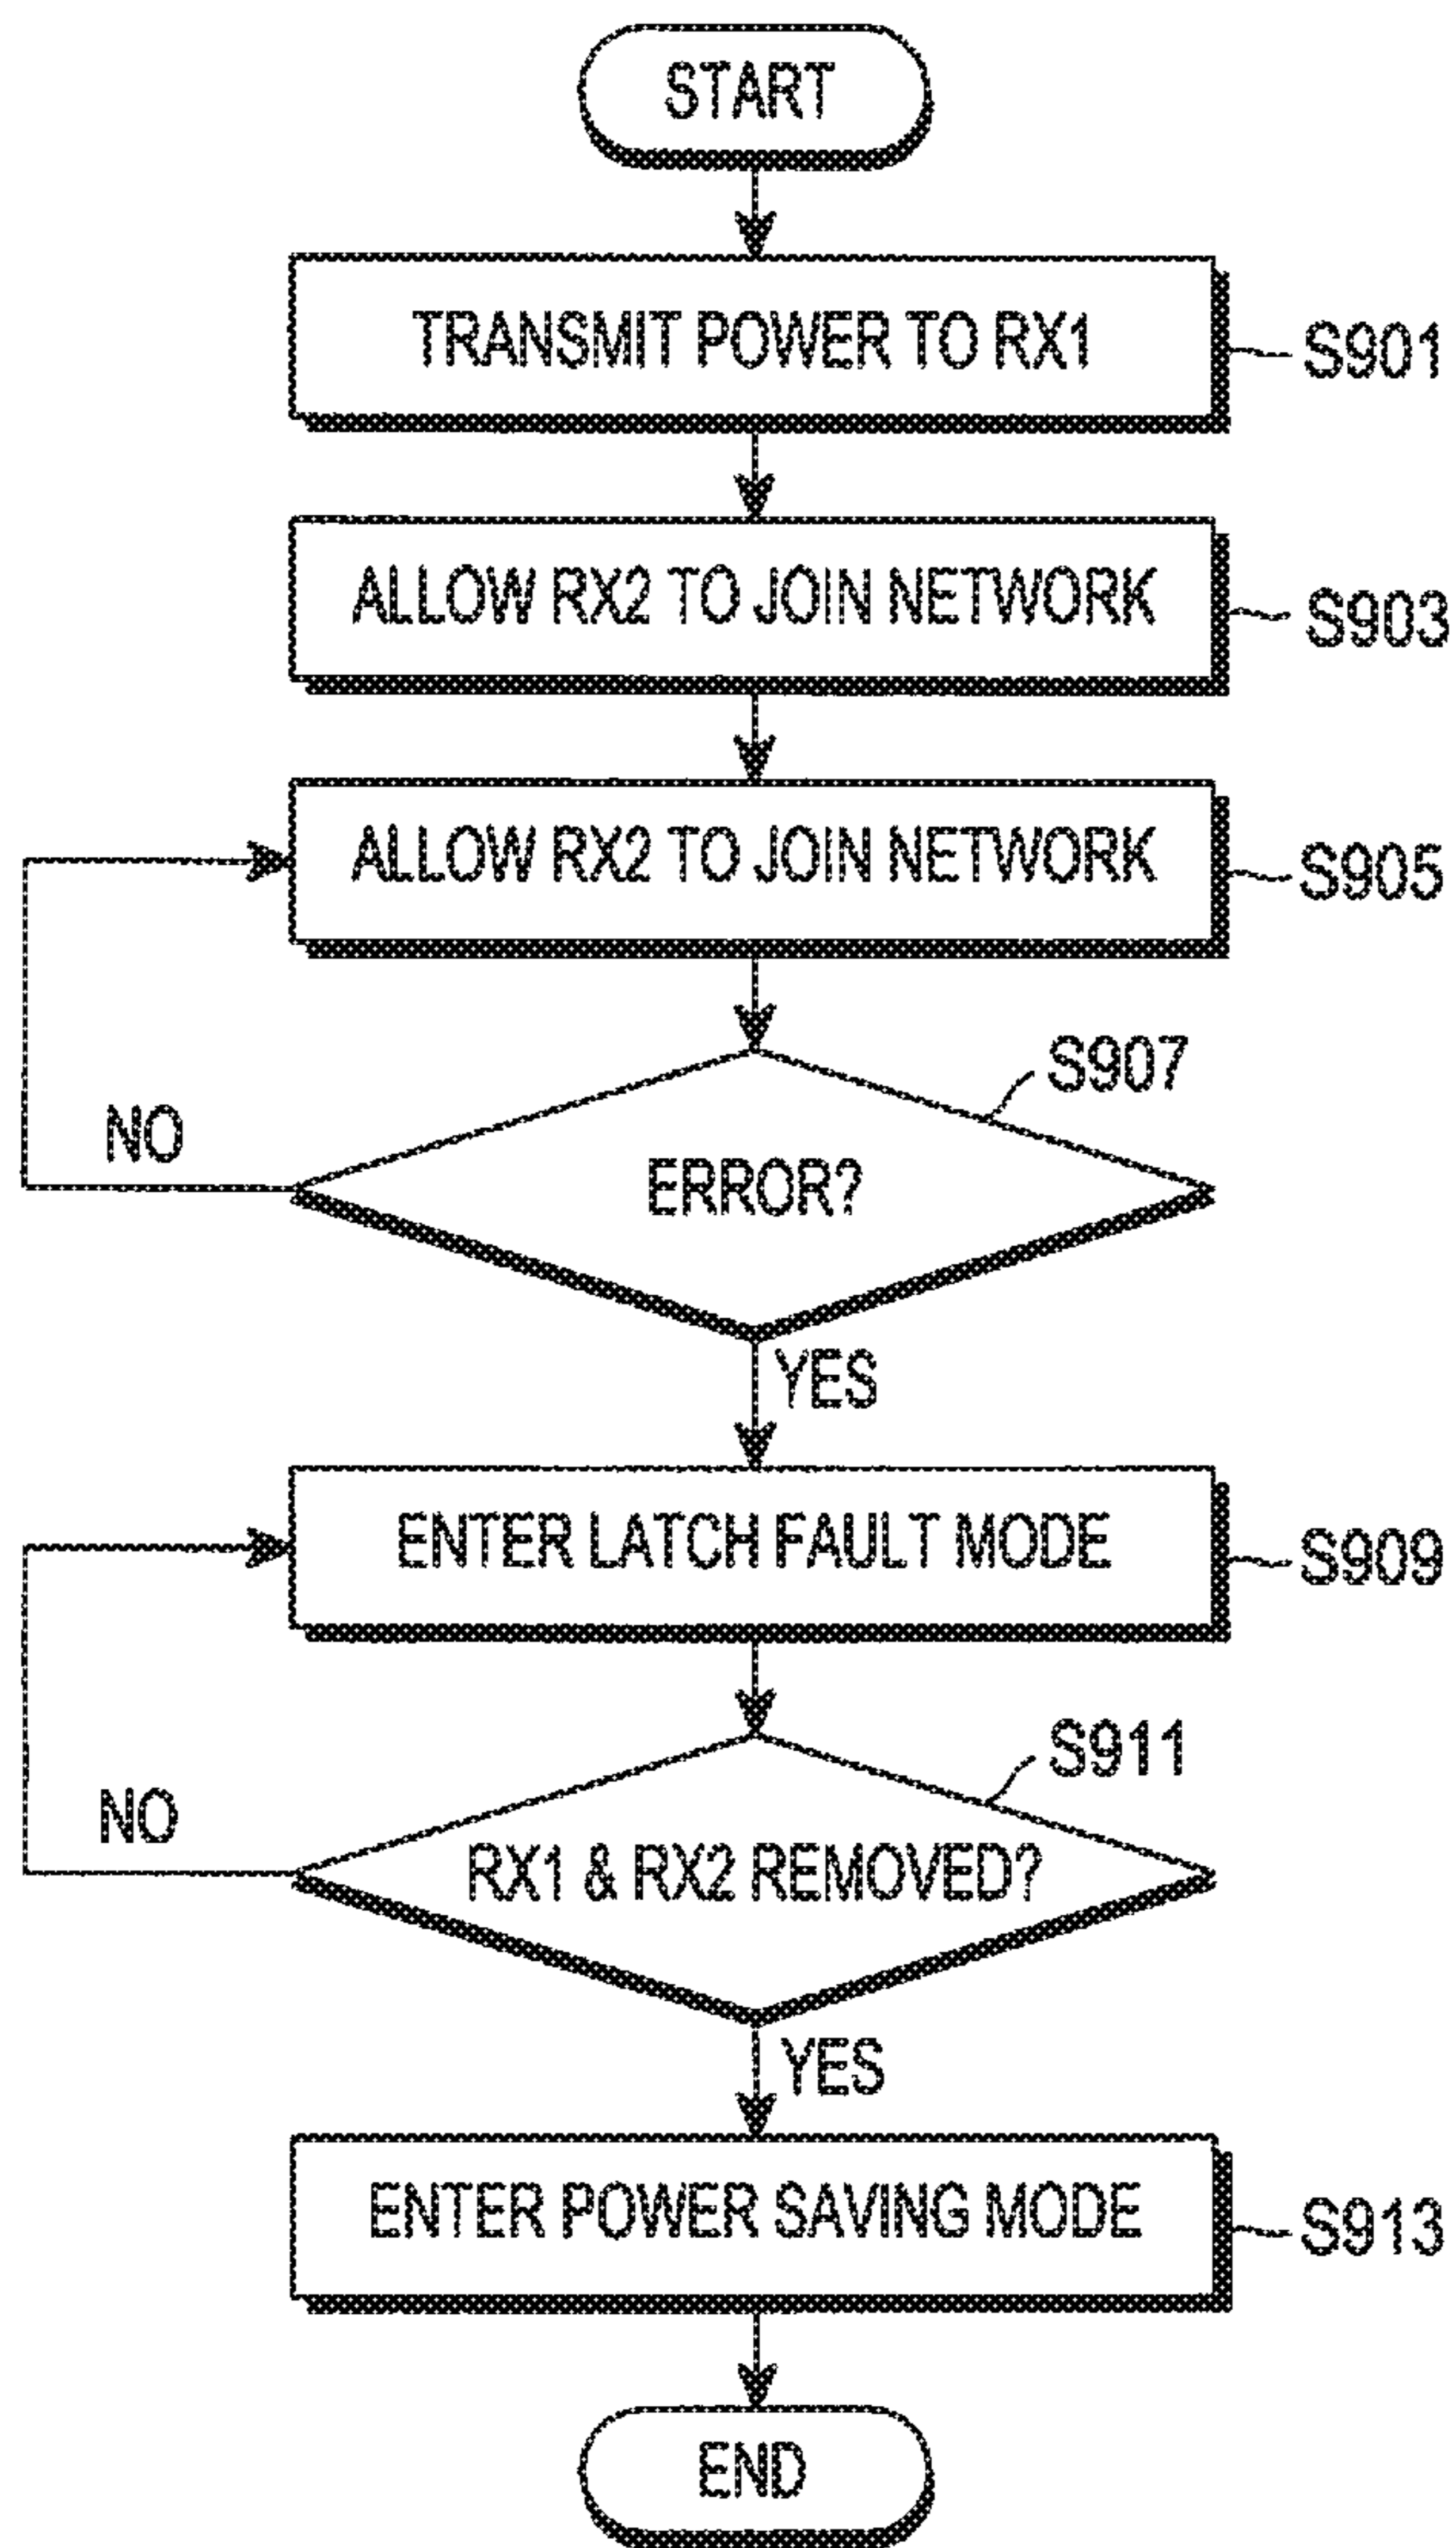 START
TRANSMIT POWER TO RX1
S901
ALLOW RX2 TO JOIN NETWORK
S903
ALLOW RX2 TO JOIN NETWORK
S905
S907
NO
ERROR?
YES
ENTER LATCH FAULT MODE
S909
S911
NO
RX1 & RX2 REMOVED?
YES
ENTER POWER SAVING MODE
S913
END